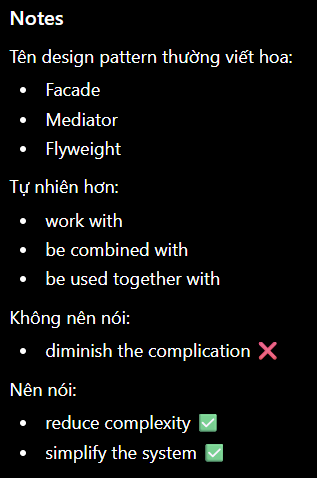 Notes
Tên design pattern thường viết hoa:
• Facade
• Mediator
• Flyweight
Tự nhiên hơn:
• work with
• be combined with
• be used together with
Không nên nói:
• diminish the complication ❌
Nên nói:
• reduce complexity ✅
• simplify the system ✅